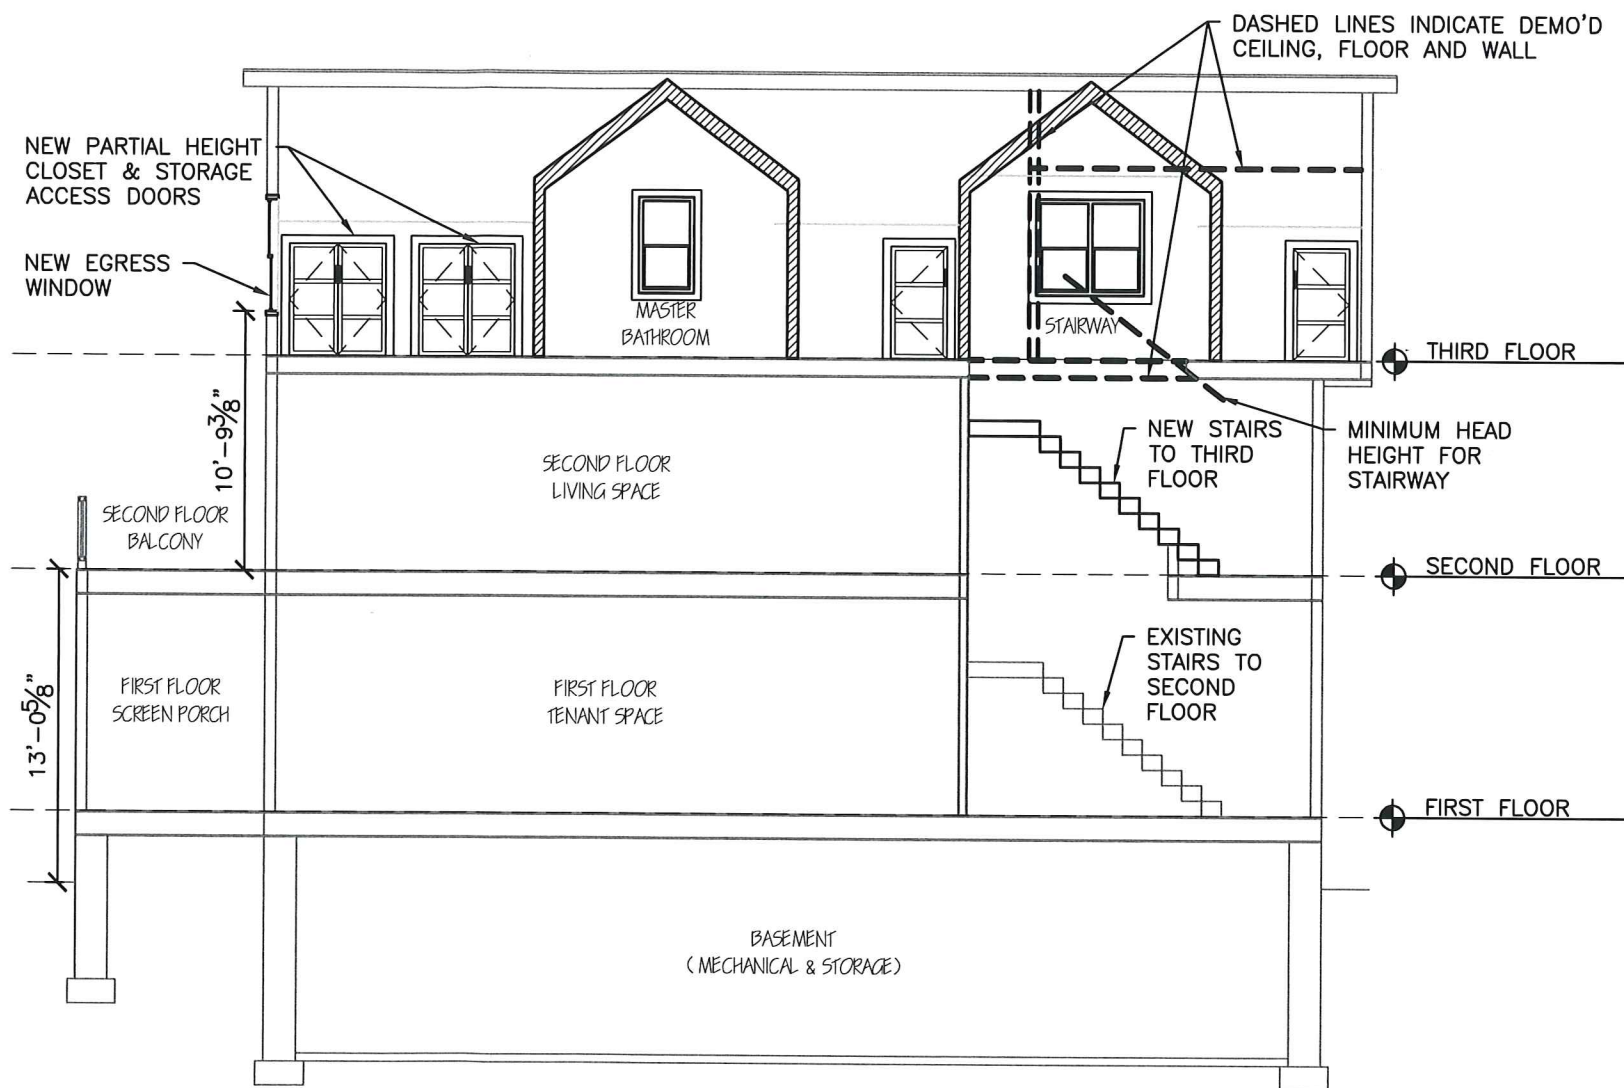 DASHED LINES INDICATE DEMO'D
CEILING, FLOOR AND WALL
NEW PARTIAL HEIGHT
CLOSET & STORAGE
ACCESS DOORS
NEW EGRESS
WINDOW
MASTER
BATHROOM
STAIRWAY
THIRD FLOOR
10'-9⅜"
SECOND FLOOR
LIVING SPACE
NEW STAIRS
TO THIRD
FLOOR
MINIMUM HEAD
HEIGHT FOR
STAIRWAY
SECOND FLOOR
BALCONY
SECOND FLOOR
13'-0⅝"
FIRST FLOOR
SCREEN PORCH
FIRST FLOOR
TENANT SPACE
EXISTING
STAIRS TO
SECOND
FLOOR
FIRST FLOOR
BASEMENT
(MECHANICAL & STORAGE)